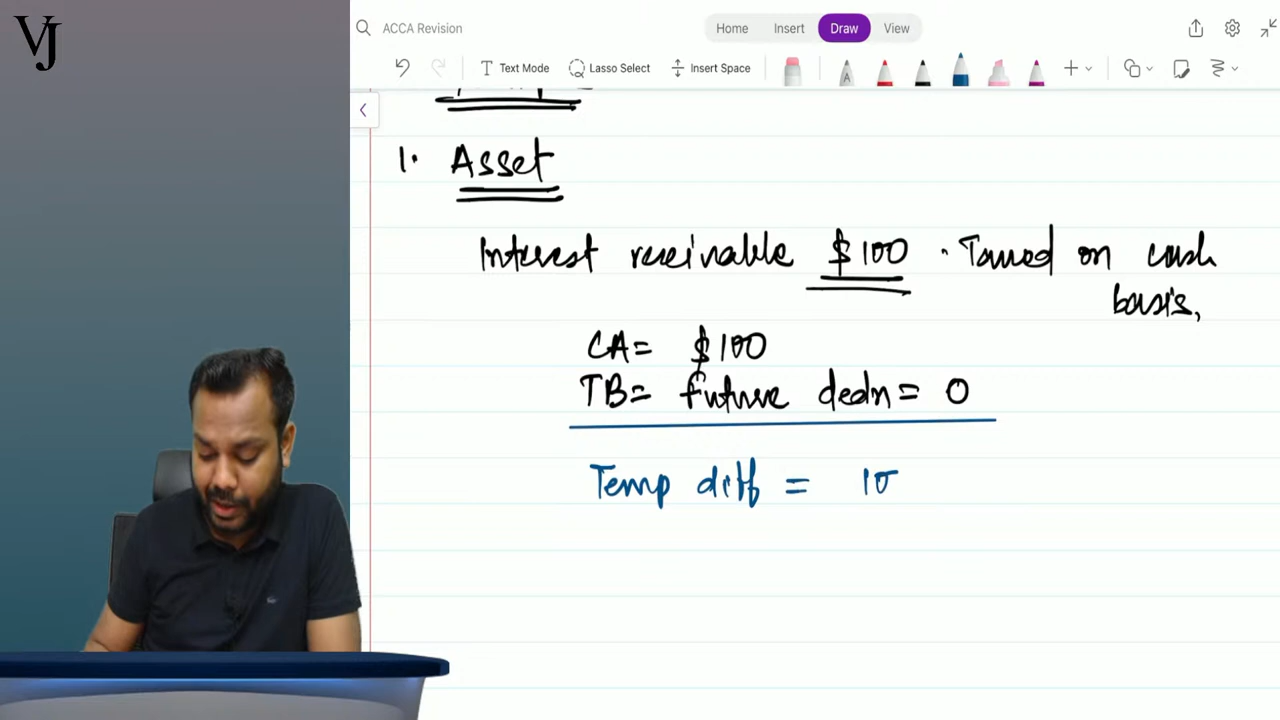 VJ
ACCA Revision
Home Insert Draw View
Text Mode Lasso Select Insert Space
1. Asset
Interest receivable $100. Taxed on cash
basis,
CA= $100
TB= future dedn= 0
Temp diff = 10